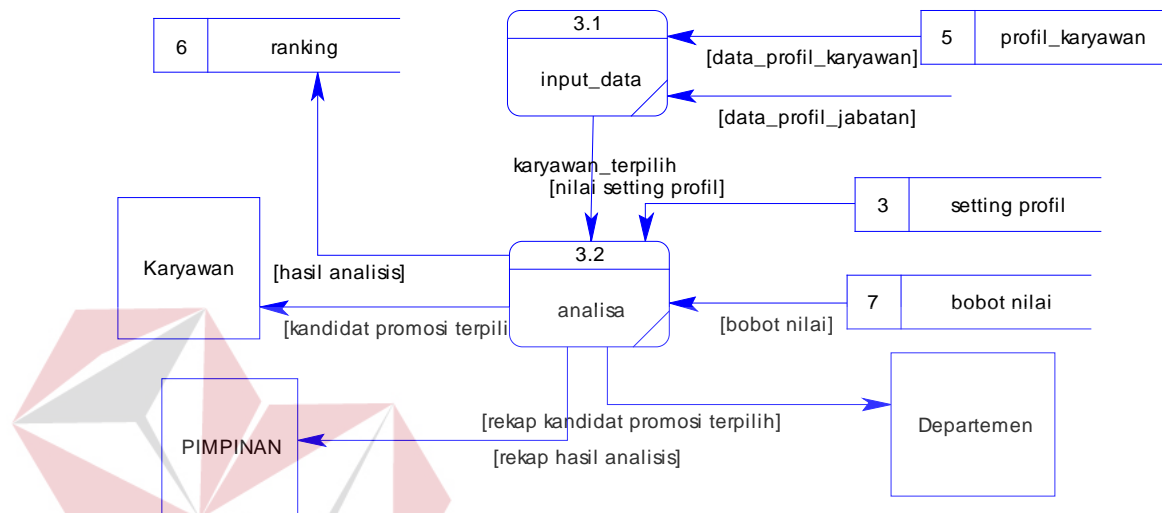 3.1
6 ranking
5 profil_karyawan
[data_profil_karyawan]
input_data
[data_profil_jabatan]
karyawan_terpilih
[nilai setting profil]
3 setting profil
3.2
Karyawan
[hasil analisis]
7 bobot nilai
analisa
[kandidat promosi terpili
[bobot nilai]
[rekap kandidat promosi terpilih]
Departemen
PIMPINAN
[rekap hasil analisis]